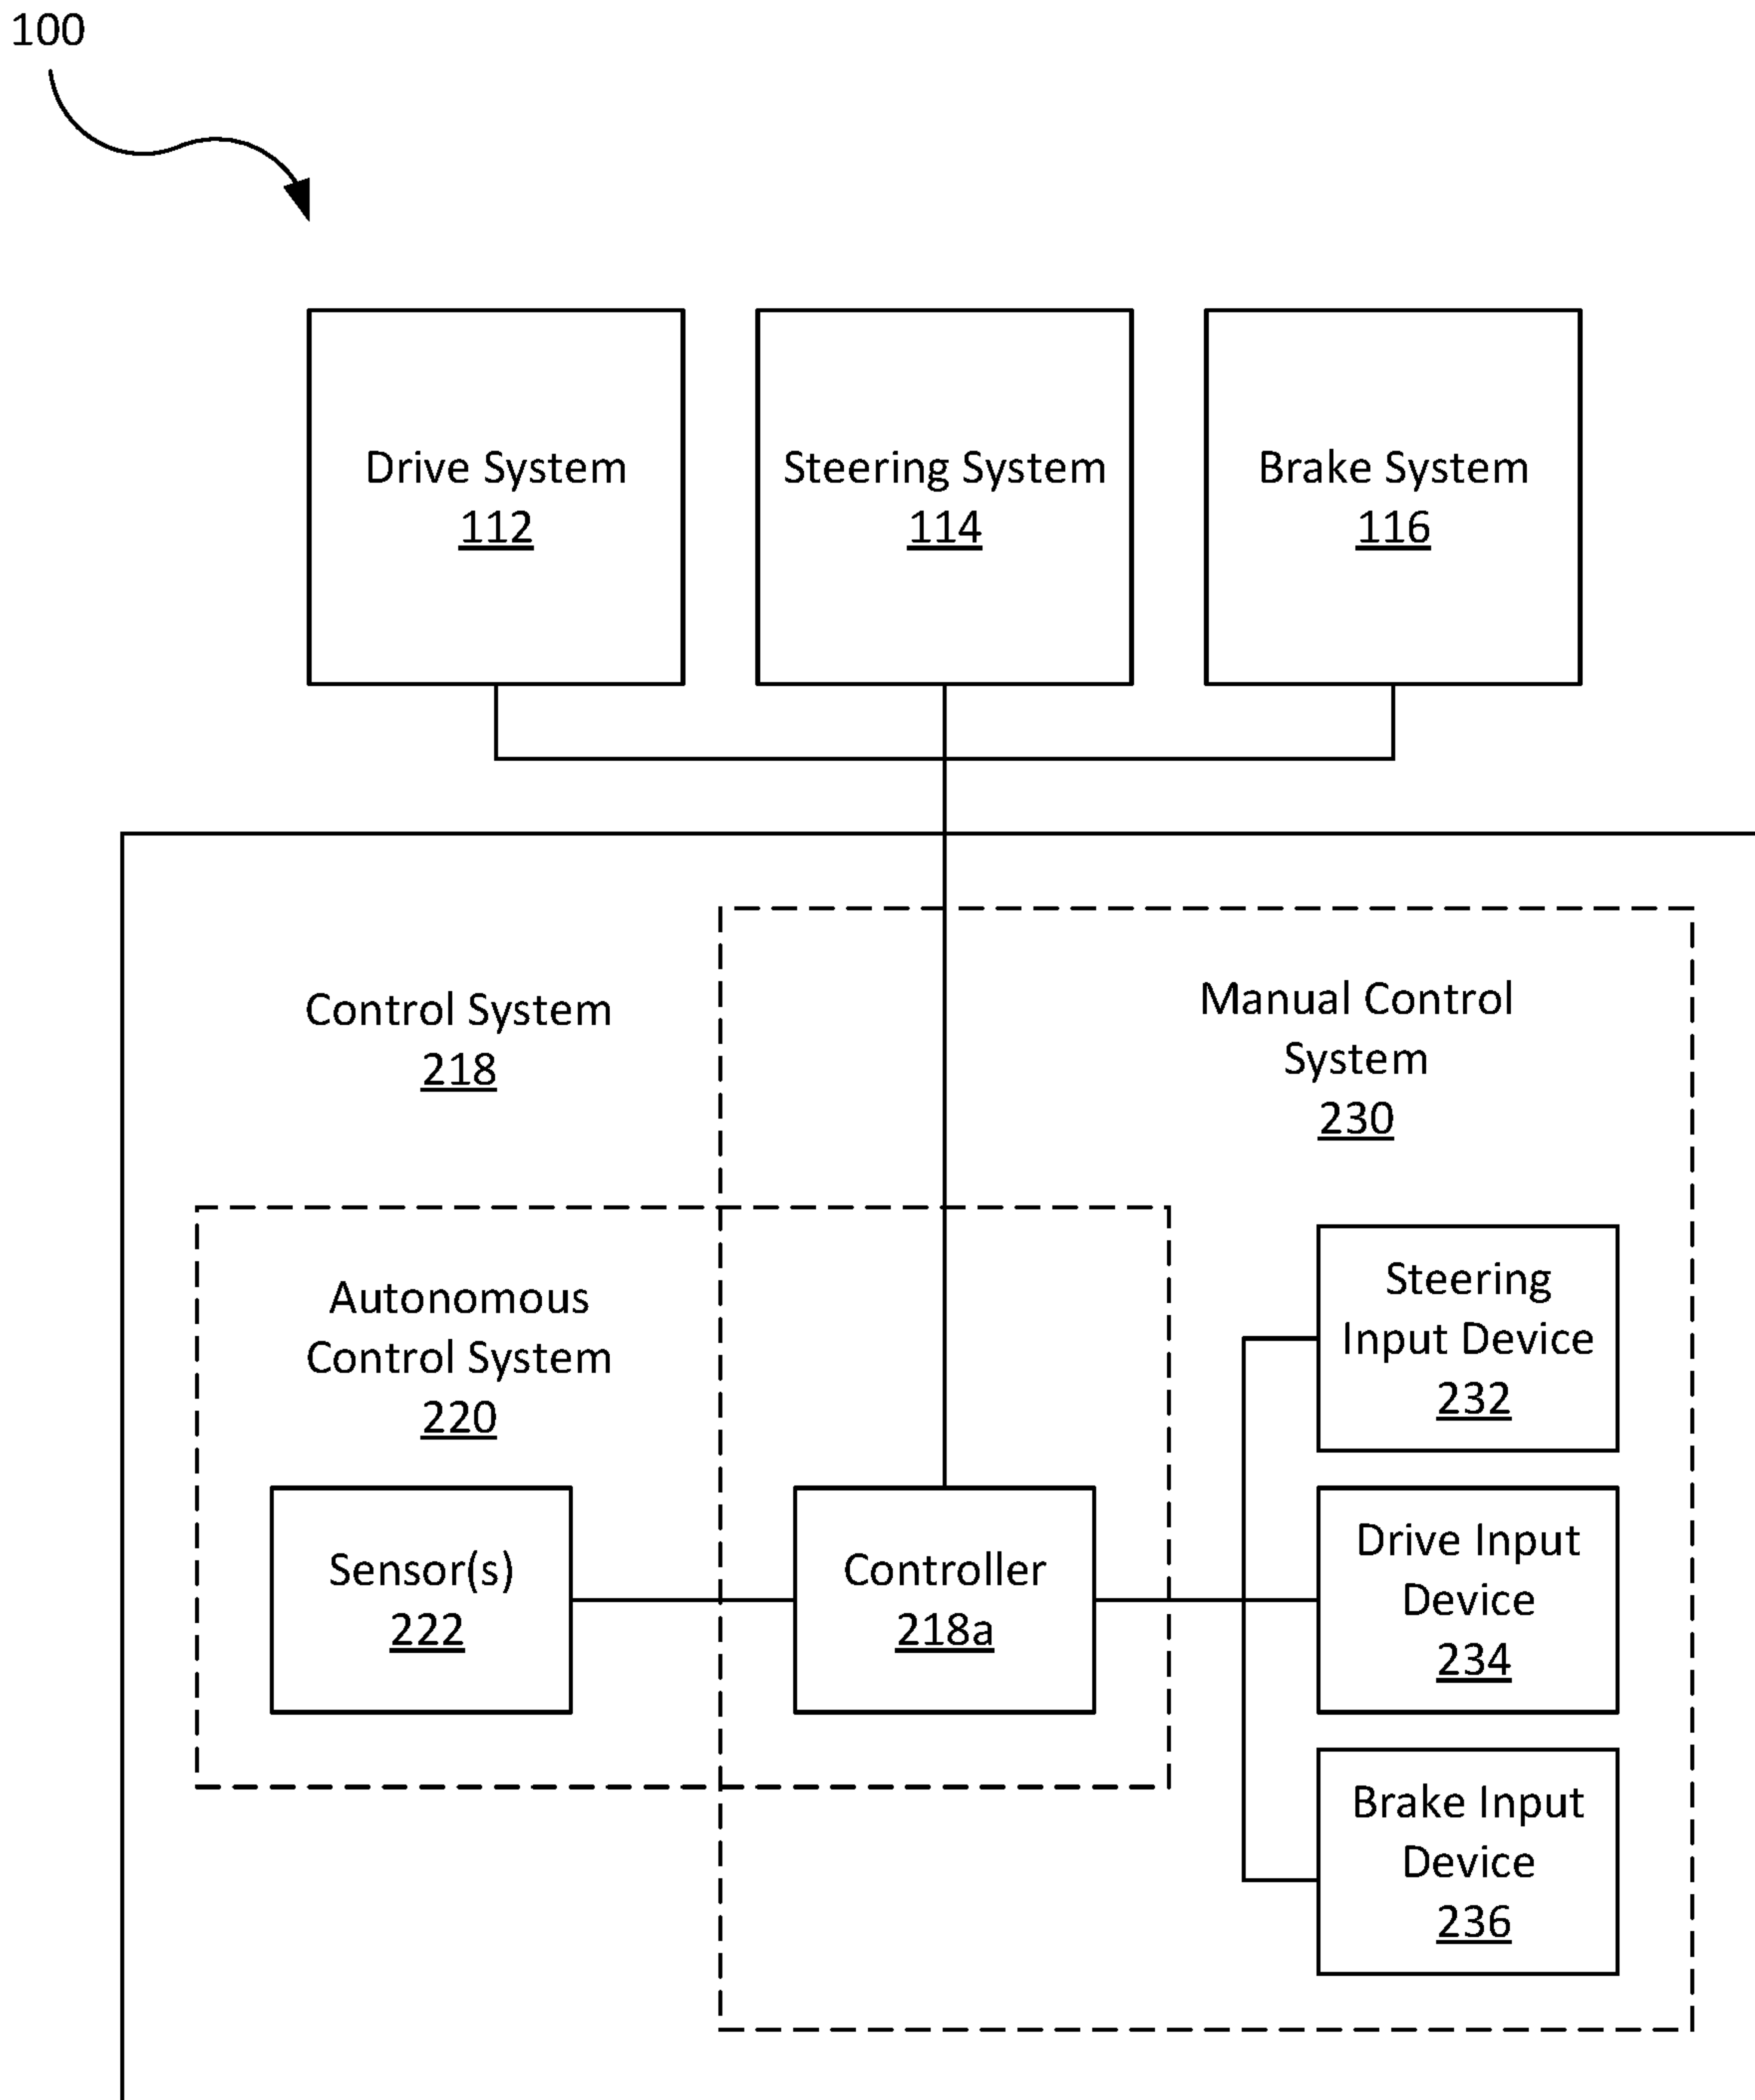 100
Drive System
112
Steering System
114
Brake System
116
Control System
218
Manual Control
System
230
Autonomous
Control System
220
Sensor(s)
222
Controller
218a
Steering
Input Device
232
Drive Input
Device
234
Brake Input
Device
236